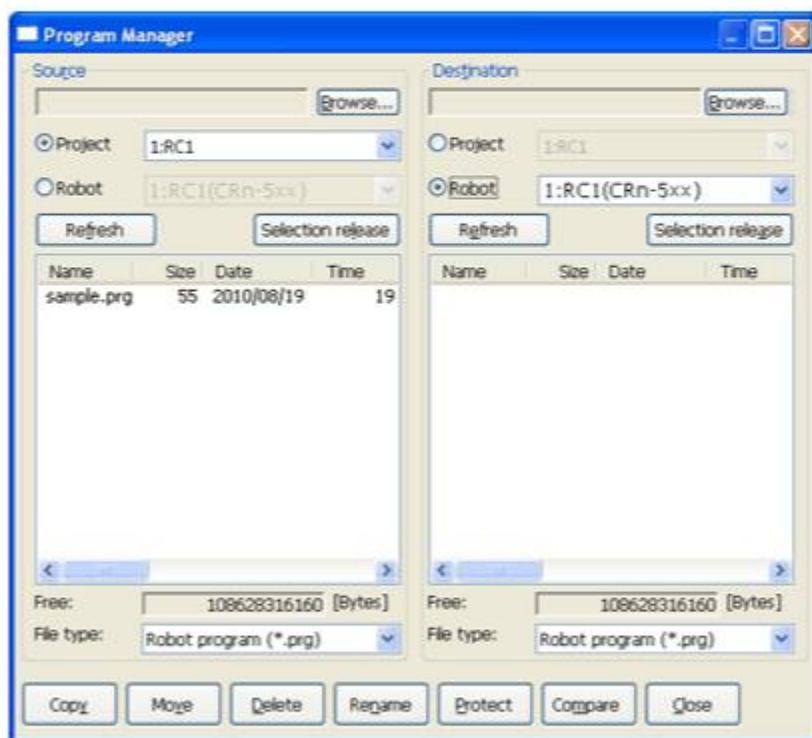 Program Manager
Source
Browse...
Project 1:RC1
Robot 1:RC1(CRn-5xx)
Refresh Selection release
Name Size Date Time
sample.prg 55 2010/08/19 19
Free: 108628316160 [Bytes]
File type: Robot program (*.prg)
Destination
Browse...
Project 1:RC1
Robot 1:RC1(CRn-5xx)
Refresh Selection release
Name Size Date Time
Free: 108628316160 [Bytes]
File type: Robot program (*.prg)
Copy Move Delete Rename Protect Compare Close